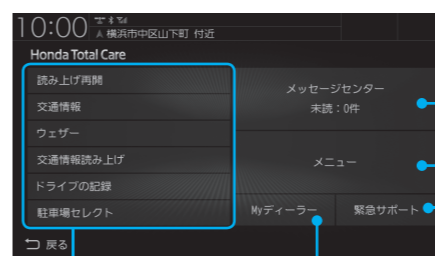 10:00
横浜市中区山下町 付近
Honda Total Care
読み上げ再開
交通情報
ウェザー
交通情報読み上げ
ドライブの記録
駐車場セレクト
メッセージセンター
未読：0件
メニュー
Myディーラー
緊急サポート
戻る